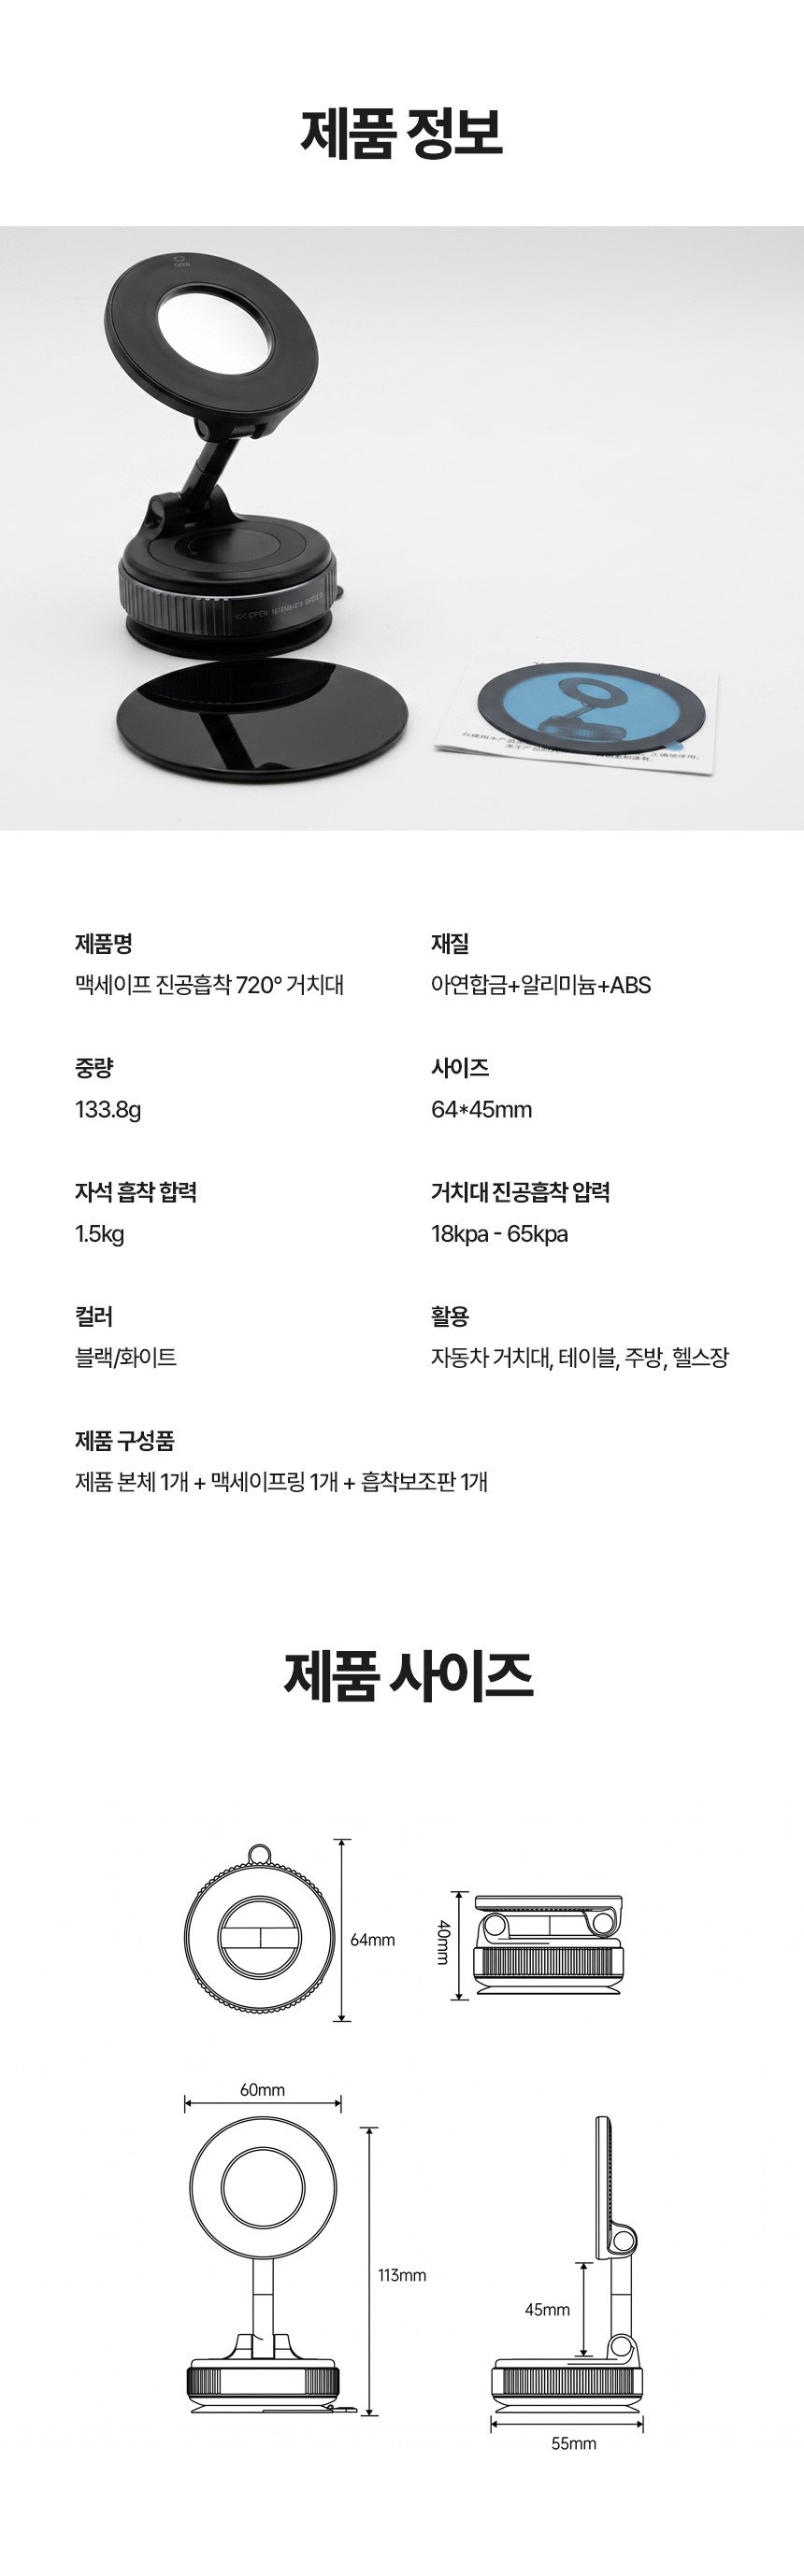 제품 정보
OPEN
OPEN
제품명
맥세이프 진공흡착 720° 거치대
재질
아연합금+알리미늄+ABS
중량
133.8g
사이즈
64*45mm
자석 흡착 합력
1.5kg
거치대 진공흡착 압력
18kpa - 65kpa
컬러
블랙/화이트
활용
자동차 거치대, 테이블, 주방, 헬스장
제품 구성품
제품 본체 1개 + 맥세이프링 1개 + 흡착보조판 1개
제품 사이즈
64mm
40mm
60mm
113mm
45mm
55mm